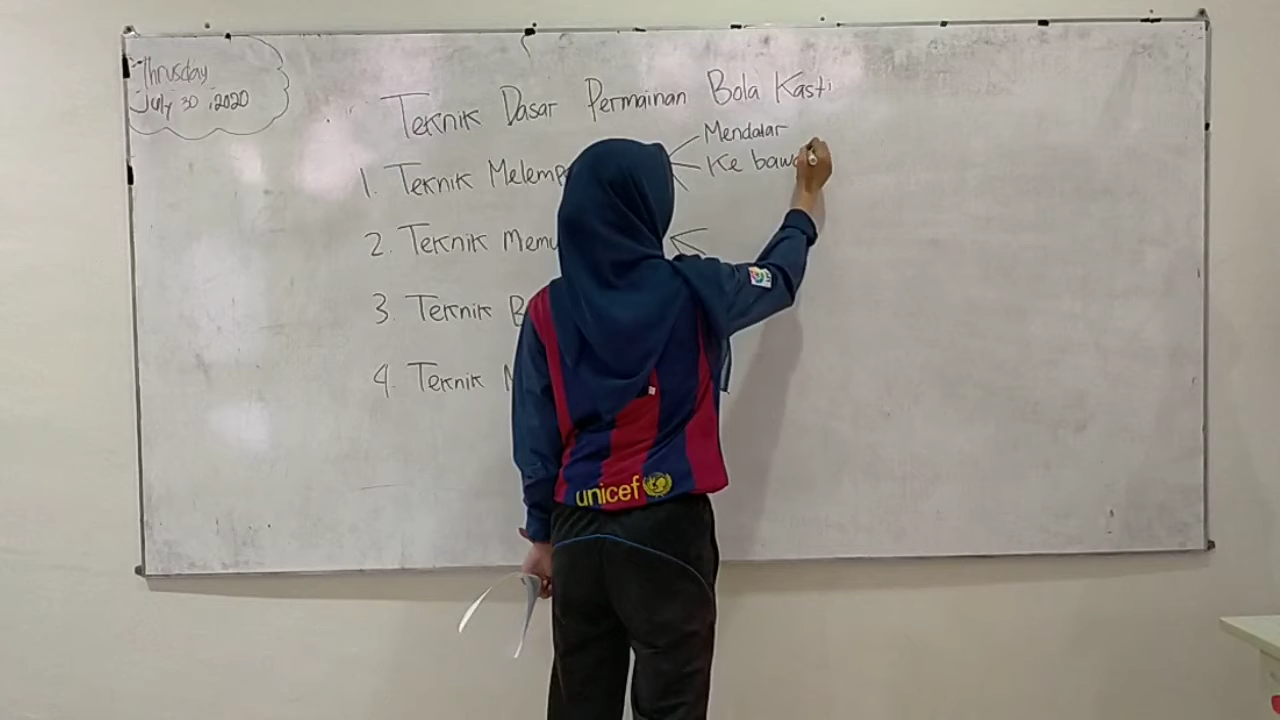 Thrusday
July 30, 2020
Teknik Dasar Permainan Bola Kasti
Mendatar
Ke bawa
1. Teknik Melemp
2. Teknik Memu
3. Teknik B
4. Teknik
unicef